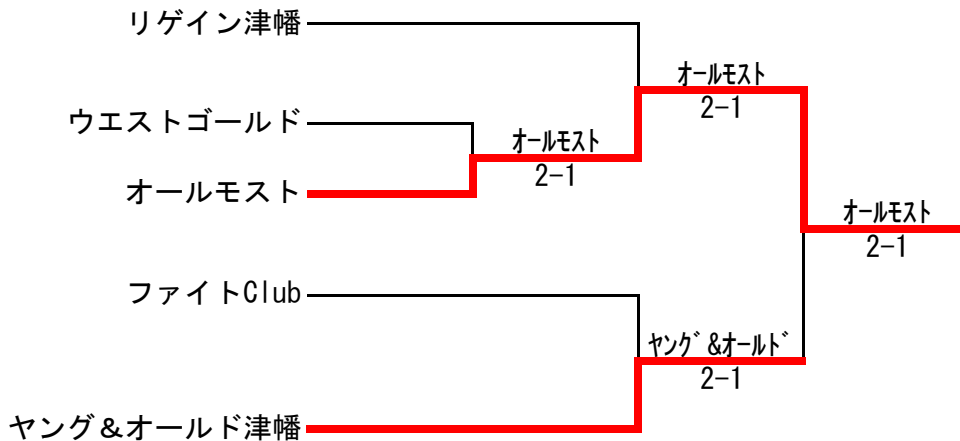 リゲイン津幡
ｵｰﾙﾓｽﾄ
2-1
ウエストゴールド
ｵｰﾙﾓｽﾄ
2-1
オールモスト
ｵｰﾙﾓｽﾄ
2-1
ファイトClub
ﾔﾝｸﾞ&ｵｰﾙﾄﾞ
2-1
ヤング＆オールド津幡